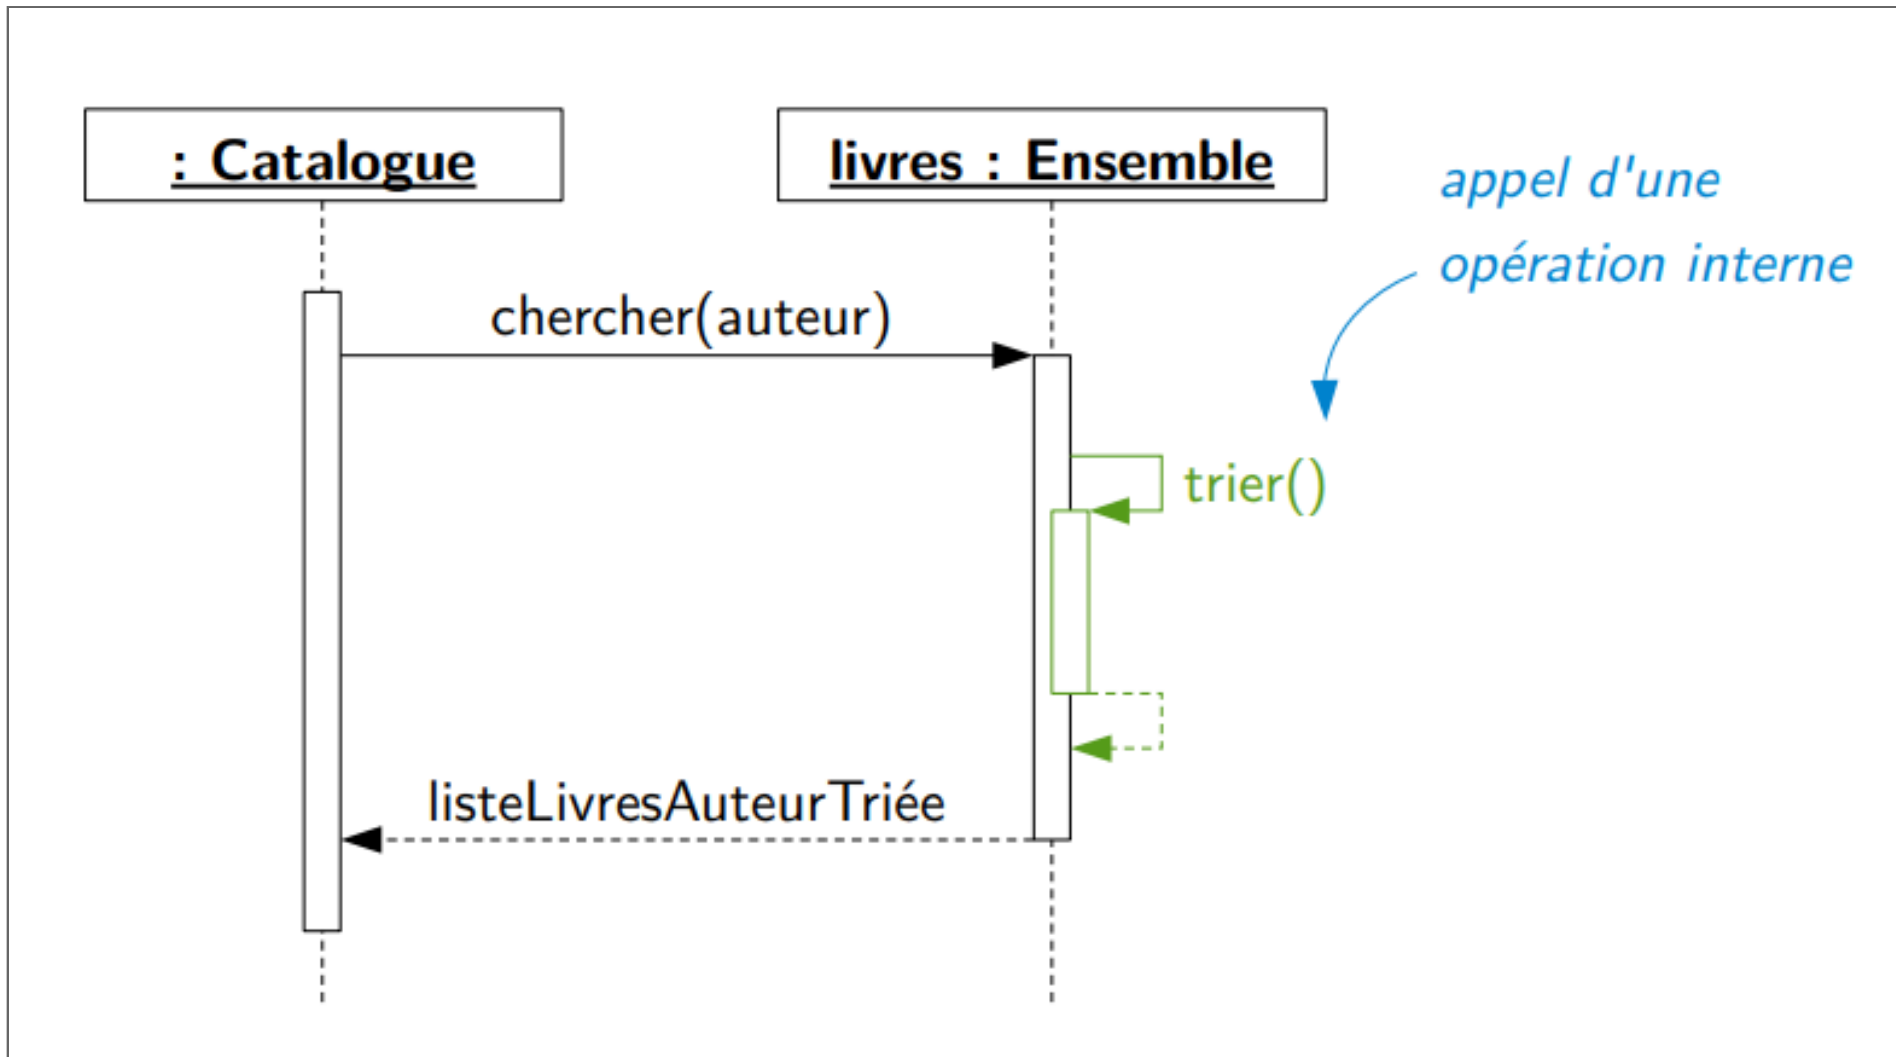 : Catalogue
livres : Ensemble
appel d'une
opération interne
chercher(auteur)
trier()
listeLivresAuteurTriée